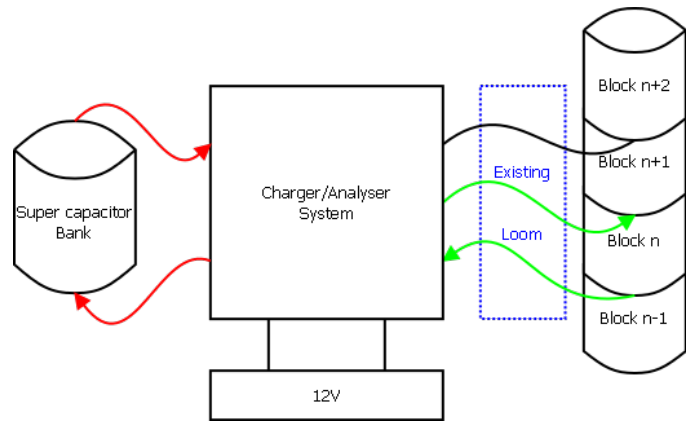 Super capacitor
Bank
Charger/Analyser
System
12V
Existing
Loom
Block n+2
Block n+1
Block n
Block n-1